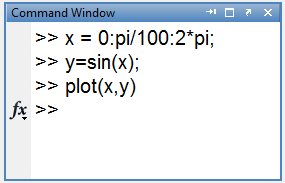 Command Window
>> x = 0:pi/100:2*pi;
>> y=sin(x);
>> plot(x,y)
fx >>